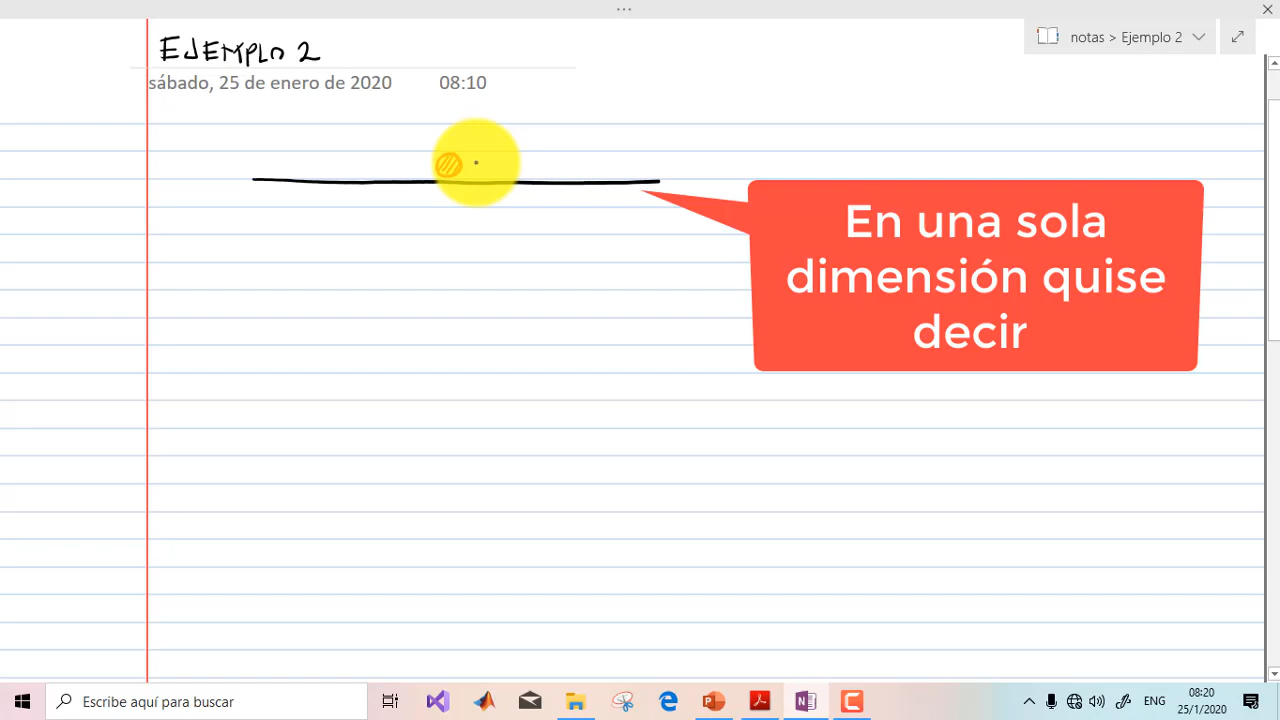 notas > Ejemplo 2
EJEMPLO 2
sábado, 25 de enero de 2020 08:10
En una sola
dimensión quise
decir
Escribe aquí para buscar
ENG
08:20
25/1/2020